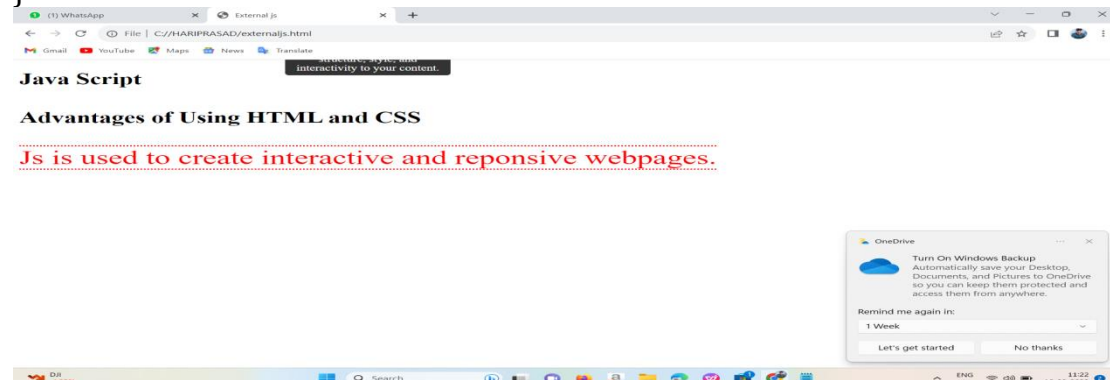 (1) WhatsApp
External js
File | C://HARIPRASAD/externaljs.html
Gmail YouTube Maps News Translate
structure, style, and
interactivity to your content.
Java Script
Advantages of Using HTML and CSS
Js is used to create interactive and reponsive webpages.
OneDrive
Turn On Windows Backup
Automatically save your Desktop,
Documents, and Pictures to OneDrive
so you can keep them protected and
access them from anywhere.
Remind me again in:
1 Week
Let's get started No thanks
DJI
Search
ENG
11:22